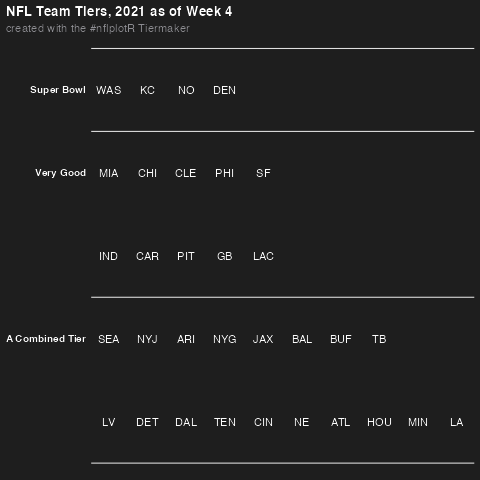 NFL Team Tiers, 2021 as of Week 4
created with the #nflplotR Tiermaker
Super Bowl WAS KC NO DEN
Very Good MIA CHI CLE PHI SF
IND CAR PIT GB LAC
A Combined Tier SEA NYJ ARI NYG JAX BAL BUF TB
LV DET DAL TEN CIN NE ATL HOU MIN LA